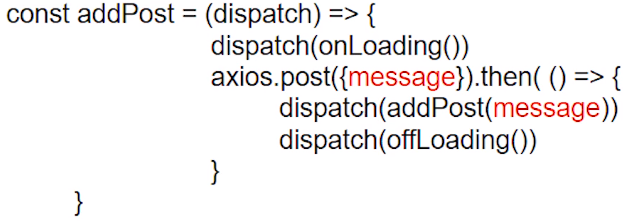 const addPost = (dispatch) => {
dispatch(onLoading())
axios.post({message}).then( () => {
dispatch(addPost(message))
dispatch(offLoading())
}
}